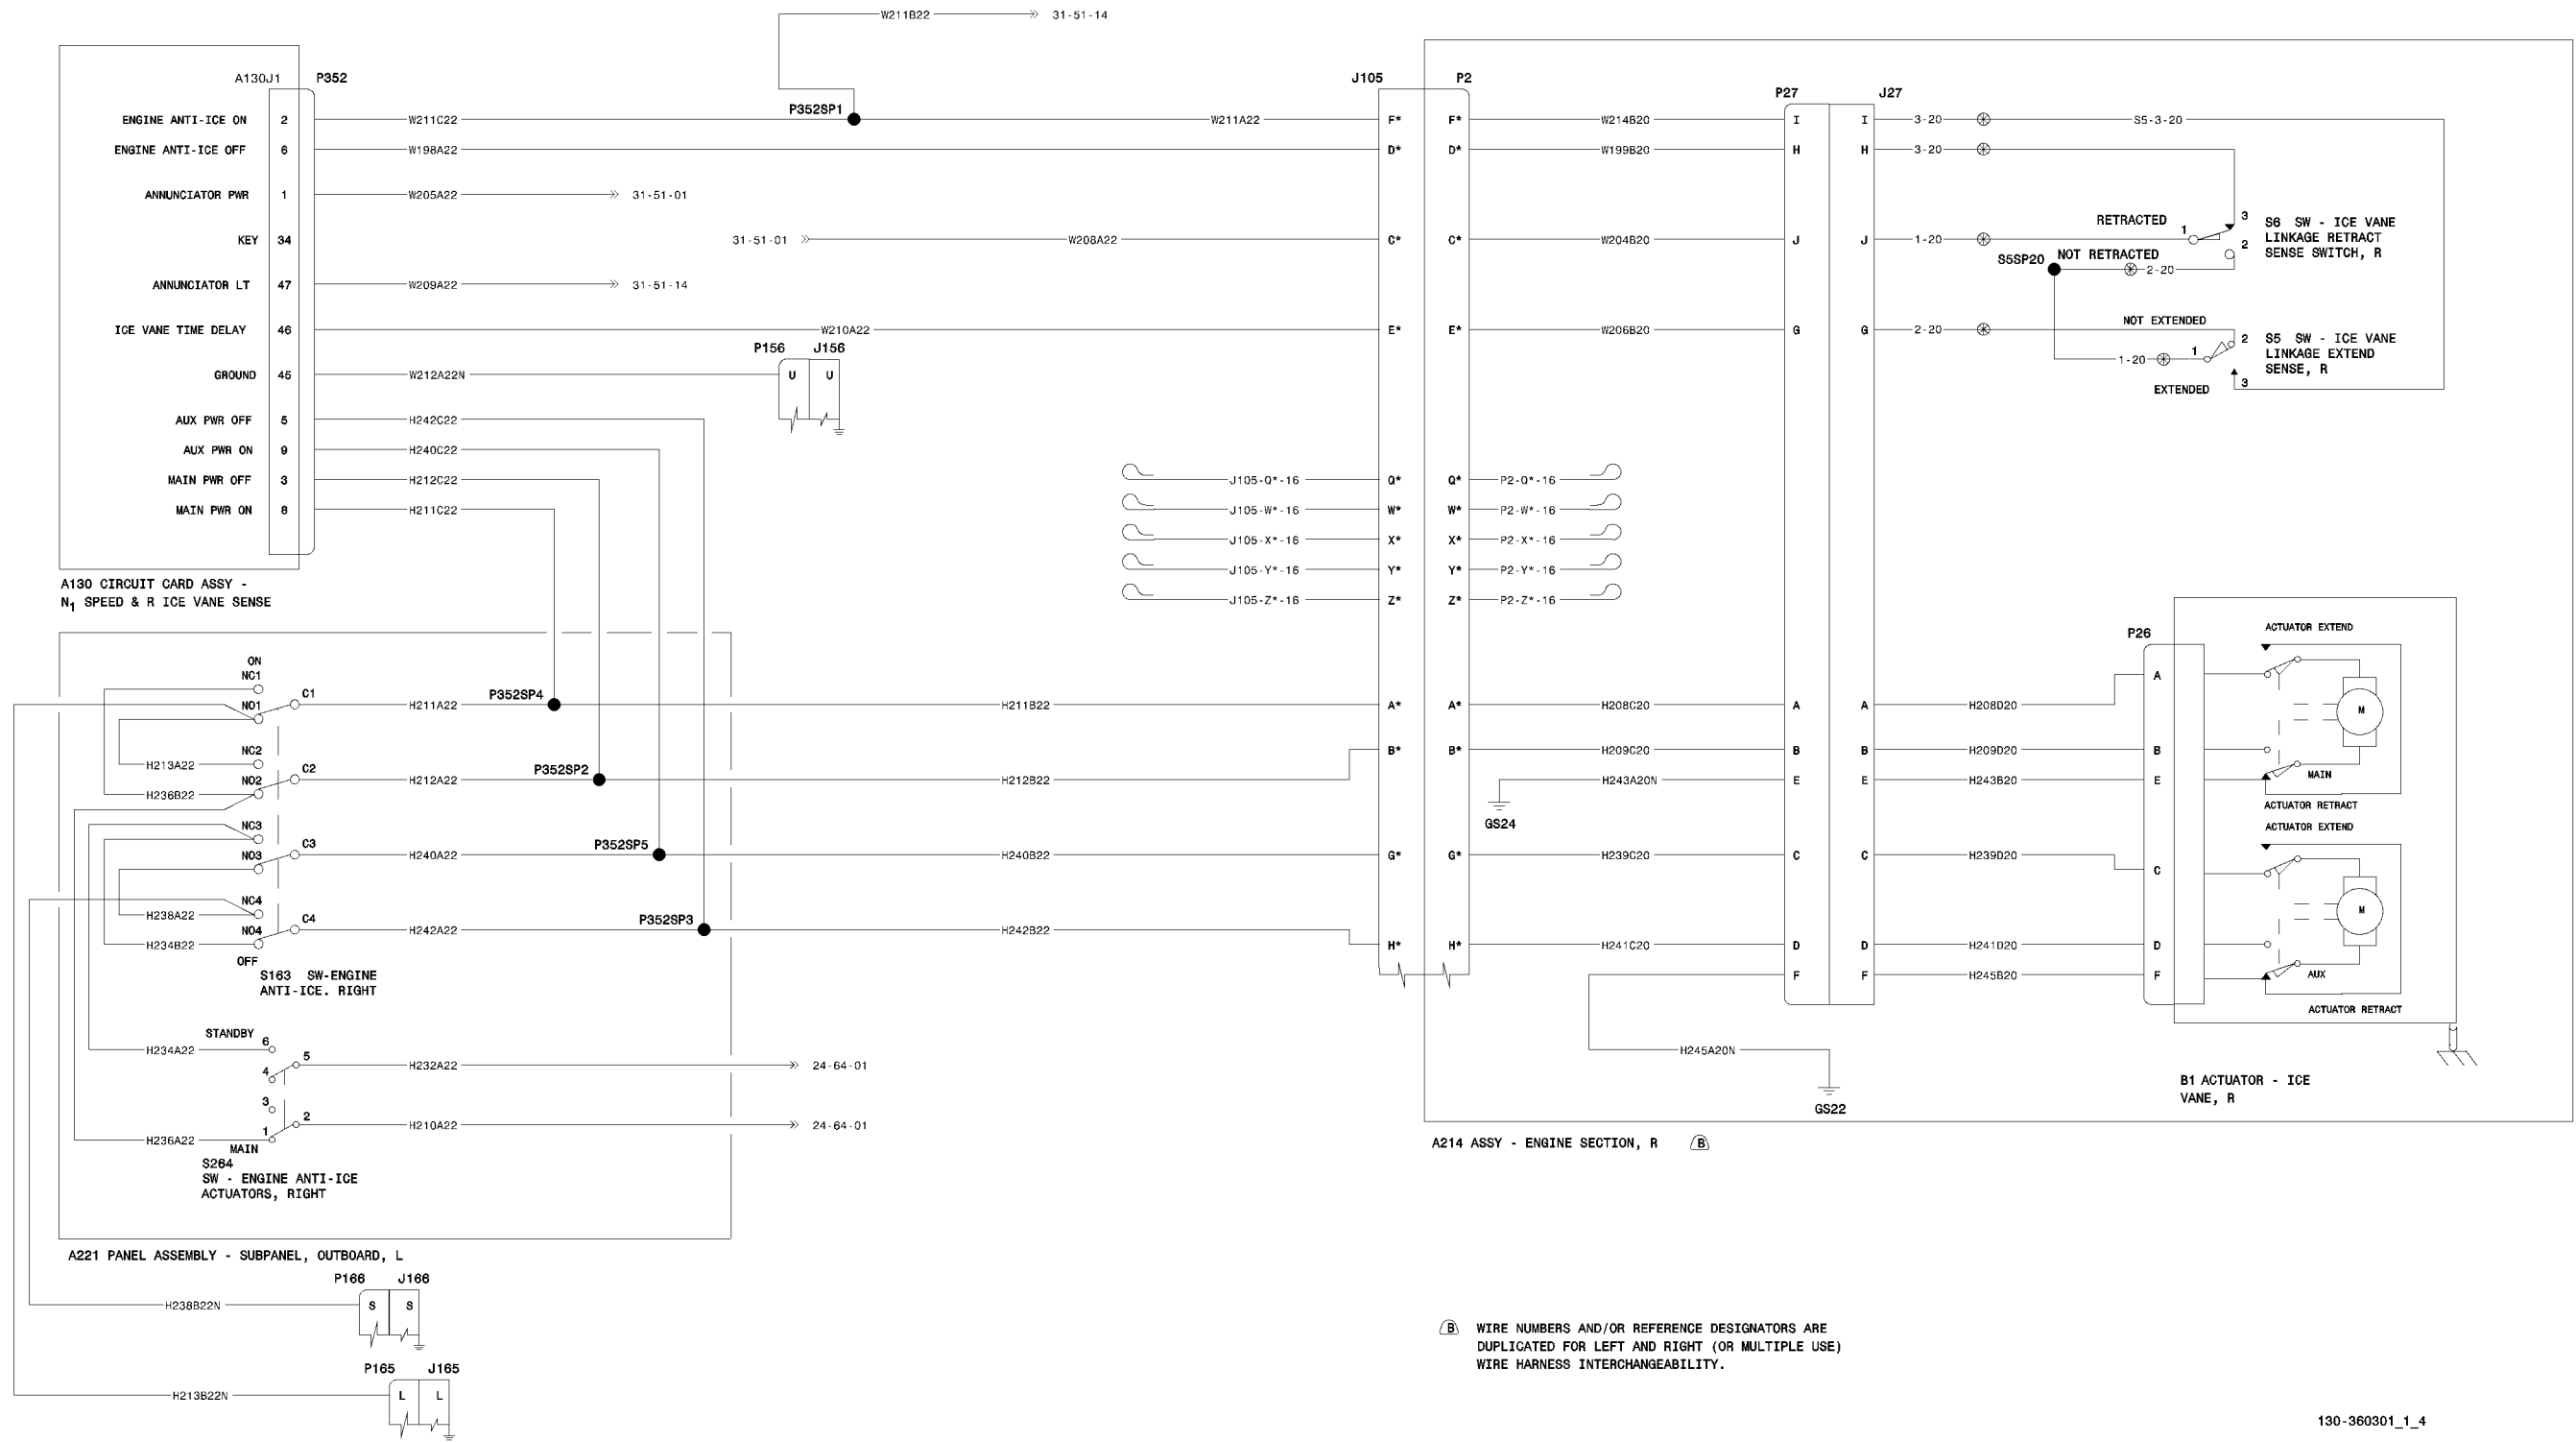 W211B22 31-51-14
A130J1 P352
J105 P2
P27 J27
ENGINE ANTI-ICE ON 2 W211C22 P352SP1 W211A22 F* F* W214B20 I I 3-20 S5-3-20
ENGINE ANTI-ICE OFF 6 W198A22 D* D* W199B20 H H 3-20
ANNUNCIATOR PWR 1 W205A22 31-51-01
KEY 34 31-51-01 W208A22 C* C* W204B20 J J 1-20
RETRACTED 1 3 2
NOT RETRACTED
S5SP20 2-20
S6 SW - ICE VANE
LINKAGE RETRACT
SENSE SWITCH, R
ANNUNCIATOR LT 47 W209A22 31-51-14
ICE VANE TIME DELAY 46 W210A22 E* E* W206B20 G G 2-20
NOT EXTENDED
1-20 1 2 3
EXTENDED
S5 SW - ICE VANE
LINKAGE EXTEND
SENSE, R
P156 J156
GROUND 45 W212A22N U U
AUX PWR OFF 5 H242C22
AUX PWR ON 9 H240C22
MAIN PWR OFF 3 H212C22
MAIN PWR ON 8 H211C22
J105-Q*-16 Q* Q* P2-Q*-16
J105-W*-16 W* W* P2-W*-16
J105-X*-16 X* X* P2-X*-16
J105-Y*-16 Y* Y* P2-Y*-16
J105-Z*-16 Z* Z* P2-Z*-16
A130 CIRCUIT CARD ASSY -
N1 SPEED & R ICE VANE SENSE
ON
NC1
NO1 C1 H211A22 P352SP4 H211B22 A* A* H208C20 A A H208D20 A
NC2
H213A22
NO2 C2 H212A22 P352SP2 H212B22 B* B* H209C20 B B H209D20 B
H236B22
GS24 H243A20N E E H243B20 E
NC3
NO3 C3 H240A22 P352SP5 H240B22 G* G* H239C20 C C H239D20 C
NC4
H238A22
NO4 C4 H242A22 P352SP3 H242B22 H* H* H241C20 D D H241D20 D
H234B22
OFF
F F H245B20 F
S163 SW-ENGINE
ANTI-ICE. RIGHT
P26
ACTUATOR EXTEND
M
MAIN
ACTUATOR RETRACT
ACTUATOR EXTEND
M
AUX
ACTUATOR RETRACT
B1 ACTUATOR - ICE
VANE, R
H245A20N
GS22
STANDBY
H234A22 6 4 5 H232A22 24-64-01
3 2 H210A22 24-64-01
H236A22 1
MAIN
S264
SW - ENGINE ANTI-ICE
ACTUATORS, RIGHT
A214 ASSY - ENGINE SECTION, R B
A221 PANEL ASSEMBLY - SUBPANEL, OUTBOARD, L
P166 J166
H238B22N S S
P165 J165
H213B22N L L
B WIRE NUMBERS AND/OR REFERENCE DESIGNATORS ARE
DUPLICATED FOR LEFT AND RIGHT (OR MULTIPLE USE)
WIRE HARNESS INTERCHANGEABILITY.
130-360301_1_4